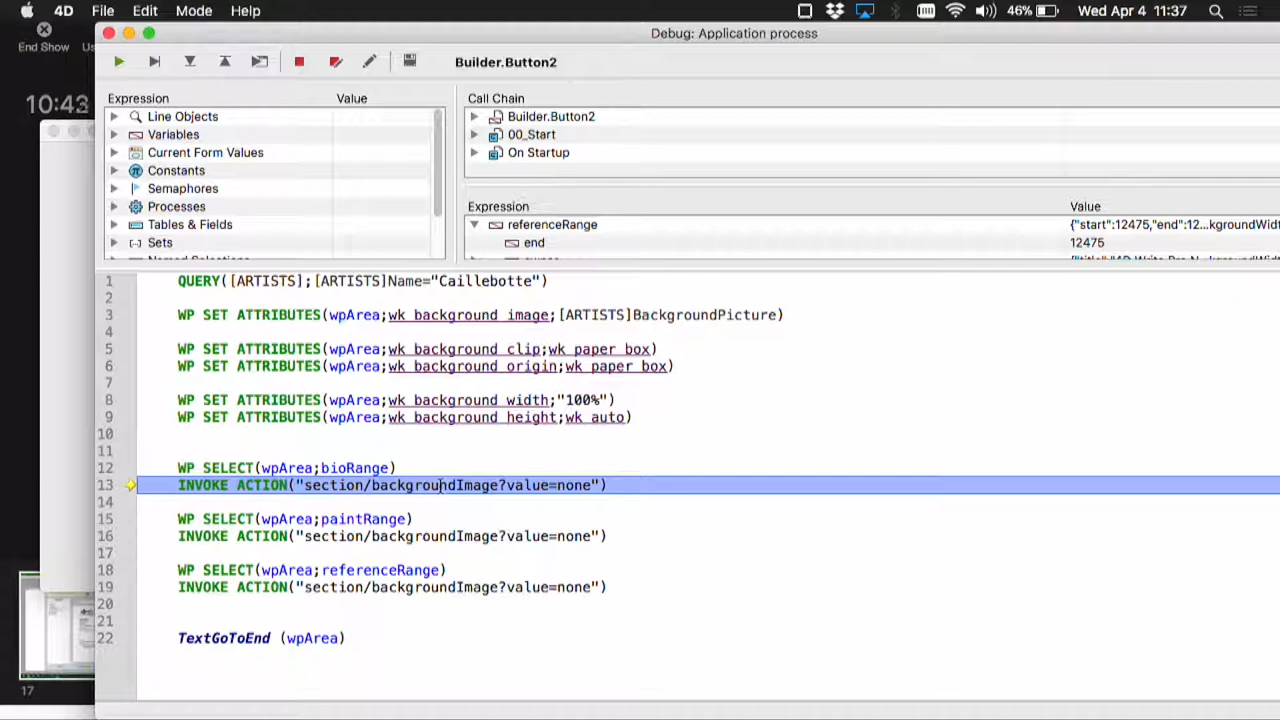 4D File Edit Mode Help 46% Wed Apr 4 11:37
End Show
Debug: Application process
Builder.Button2
10:43
Expression Value
Line Objects
Variables
Current Form Values
Constants
Semaphores
Processes
Tables & Fields
Sets
Call Chain
Builder.Button2
00_Start
On Startup
Expression Value
referenceRange {"start":12475,"end":12...kgroundWidt
end 12475
1 QUERY([ARTISTS];[ARTISTS]Name="Caillebotte")
2
3 WP SET ATTRIBUTES(wpArea;wk background image;[ARTISTS]BackgroundPicture)
4
5 WP SET ATTRIBUTES(wpArea;wk background clip;wk paper box)
6 WP SET ATTRIBUTES(wpArea;wk background origin;wk paper box)
7
8 WP SET ATTRIBUTES(wpArea;wk background width;"100%")
9 WP SET ATTRIBUTES(wpArea;wk background height;wk auto)
10
11
12 WP SELECT(wpArea;bioRange)
13 INVOKE ACTION("section/backgroundImage?value=none")
14
15 WP SELECT(wpArea;paintRange)
16 INVOKE ACTION("section/backgroundImage?value=none")
17
18 WP SELECT(wpArea;referenceRange)
19 INVOKE ACTION("section/backgroundImage?value=none")
20
21
22 TextGoToEnd (wpArea)
17